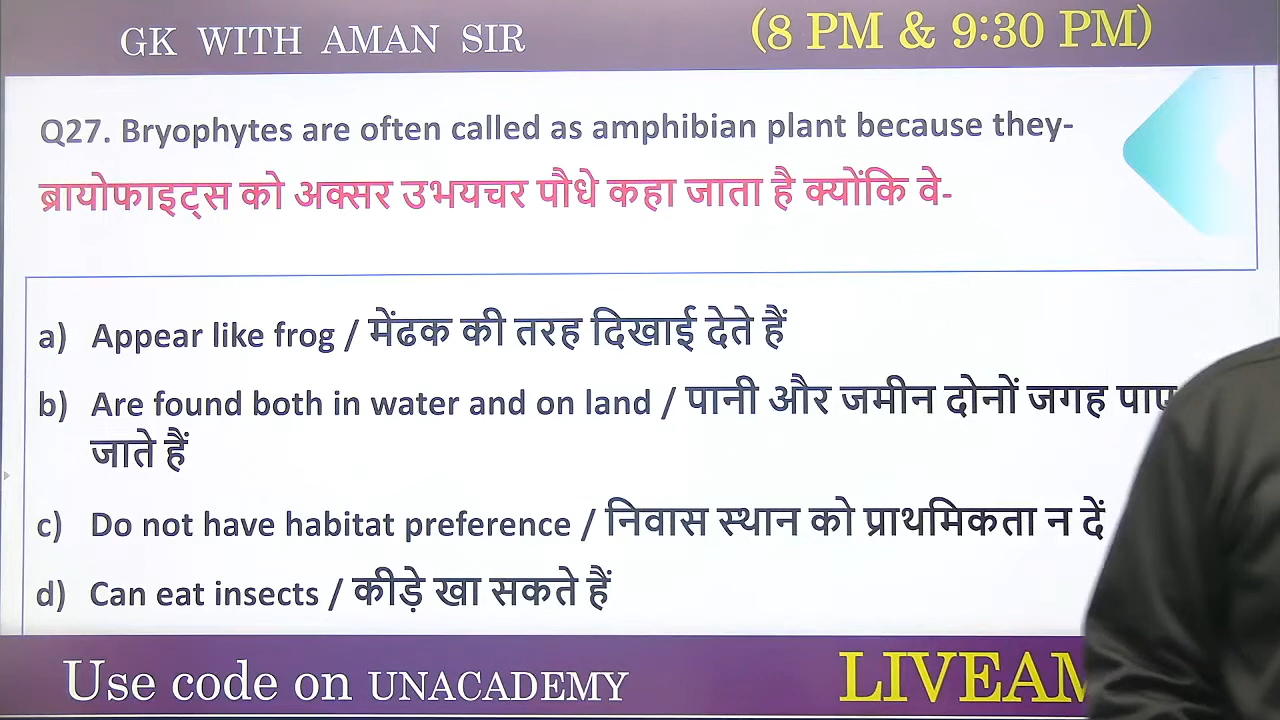 GK WITH AMAN SIR
(8 PM & 9:30 PM)
Q27. Bryophytes are often called as amphibian plant because they-
ब्रायोफाइट्स को अक्सर उभयचर पौधे कहा जाता है क्योंकि वे-
a) Appear like frog / मेंढक की तरह दिखाई देते हैं
b) Are found both in water and on land / पानी और जमीन दोनों जगह पाए
जाते हैं
c) Do not have habitat preference / निवास स्थान को प्राथमिकता न दें
d) Can eat insects / कीड़े खा सकते हैं
Use code on UNACADEMY